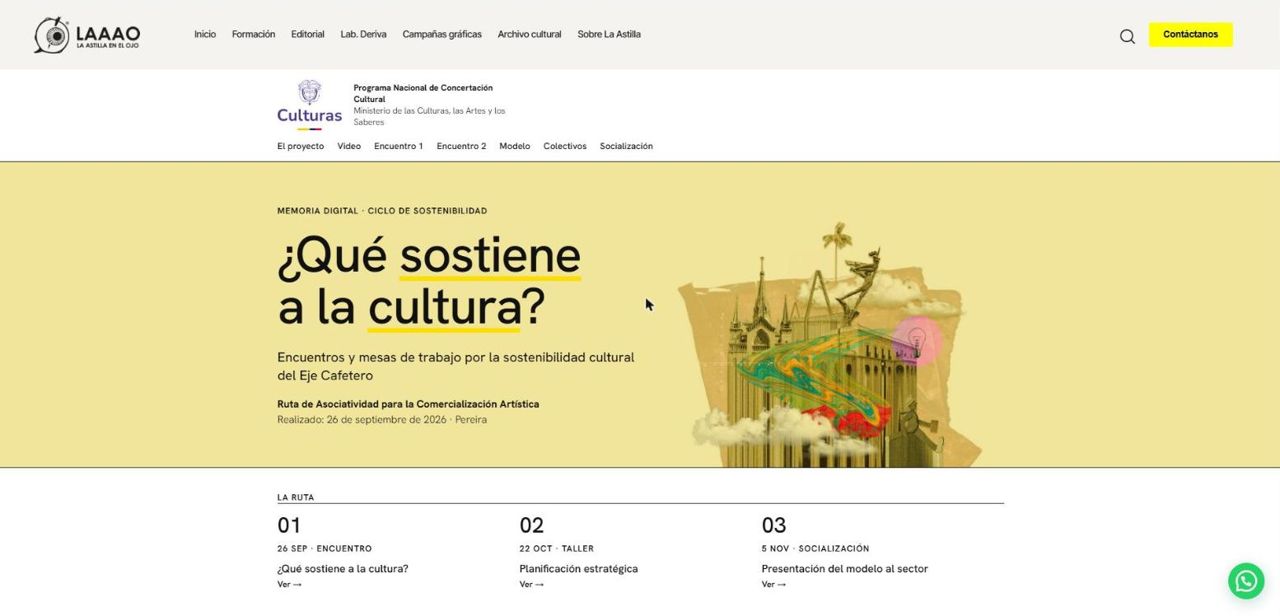 LAAAO
LA ASTILLA EN EL OJO
Inicio
Formación
Editorial
Lab. Deriva
Campañas gráficas
Archivo cultural
Sobre La Astilla
Contáctanos
Culturas
Programa Nacional de Concertación
Cultural
Ministerio de las Culturas, las Artes y los
Saberes
El proyecto
Video
Encuentro 1
Encuentro 2
Modelo
Colectivos
Socialización
MEMORIA DIGITAL · CICLO DE SOSTENIBILIDAD
¿Qué sostiene
a la cultura?
Encuentros y mesas de trabajo por la sostenibilidad cultural
del Eje Cafetero
Ruta de Asociatividad para la Comercialización Artística
Realizado: 26 de septiembre de 2026 · Pereira
LA RUTA
01
26 SEP · ENCUENTRO
¿Qué sostiene a la cultura?
Ver →
02
22 OCT · TALLER
Planificación estratégica
Ver →
03
5 NOV · SOCIALIZACIÓN
Presentación del modelo al sector
Ver →